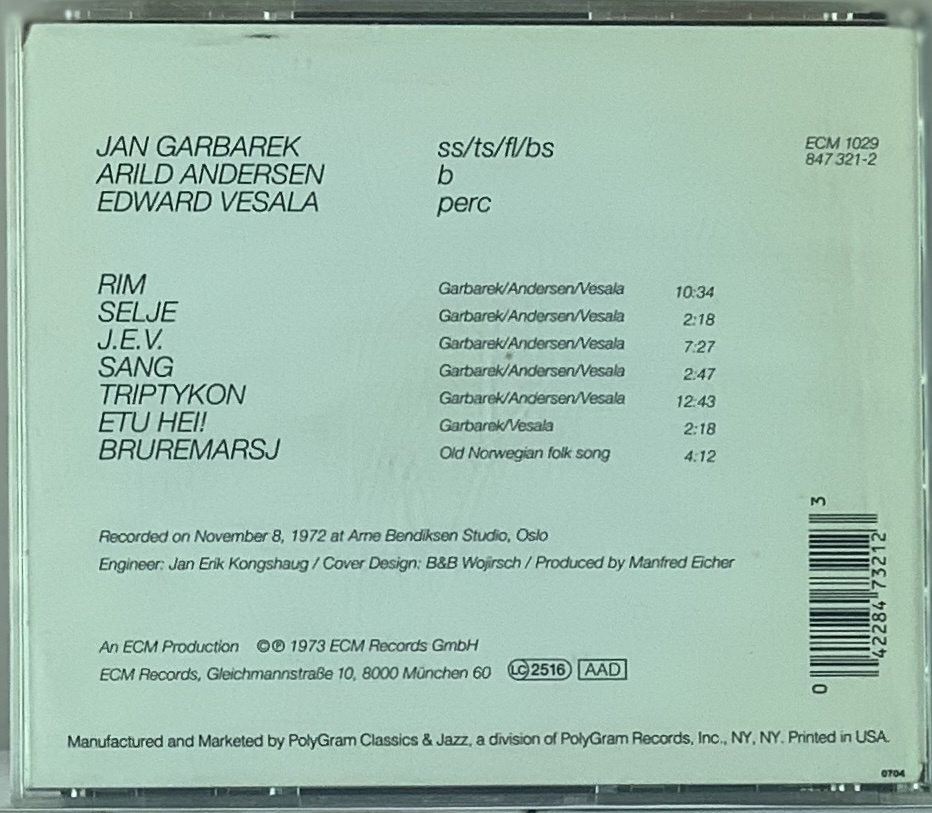 JAN GARBAREK ss/ts/fl/bs ECM 1029
ARILD ANDERSEN b 847 321-2
EDWARD VESALA perc
RIM Garbarek/Andersen/Vesala 10:34
SELJE Garbarek/Andersen/Vesala 2:18
J.E.V. Garbarek/Andersen/Vesala 7:27
SANG Garbarek/Andersen/Vesala 2:47
TRIPTYKON Garbarek/Andersen/Vesala 12:43
ETU HEI! Garbarek/Vesala 2:18
BRUREMARSJ Old Norwegian folk song 4:12
Recorded on November 8, 1972 at Arne Bendiksen Studio, Oslo
Engineer: Jan Erik Kongshaug / Cover Design: B&B Wojirsch / Produced by Manfred Eicher
An ECM Production ©℗ 1973 ECM Records GmbH
ECM Records, Gleichmannstraße 10, 8000 München 60 LC 2516 AAD
0 42284 73212 3
Manufactured and Marketed by PolyGram Classics & Jazz, a division of PolyGram Records, Inc., NY, NY. Printed in USA.
0704